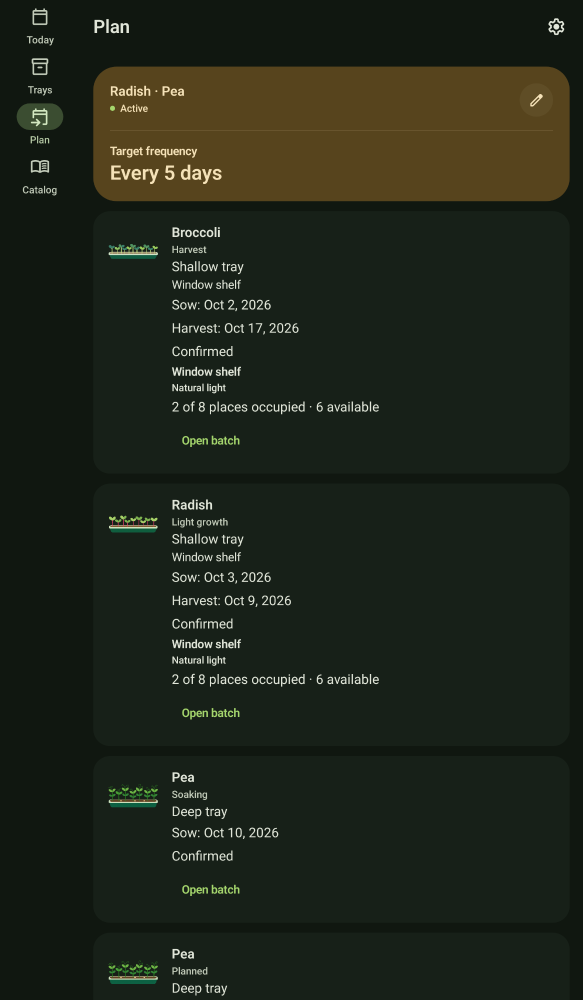 Today
Trays
Plan
Catalog
Plan
Radish · Pea
Active
Target frequency
Every 5 days
Broccoli
Harvest
Shallow tray
Window shelf
Sow: Oct 2, 2026
Harvest: Oct 17, 2026
Confirmed
Window shelf
Natural light
2 of 8 places occupied · 6 available
Open batch
Radish
Light growth
Shallow tray
Window shelf
Sow: Oct 3, 2026
Harvest: Oct 9, 2026
Confirmed
Window shelf
Natural light
2 of 8 places occupied · 6 available
Open batch
Pea
Soaking
Deep tray
Sow: Oct 10, 2026
Confirmed
Open batch
Pea
Planned
Deep tray